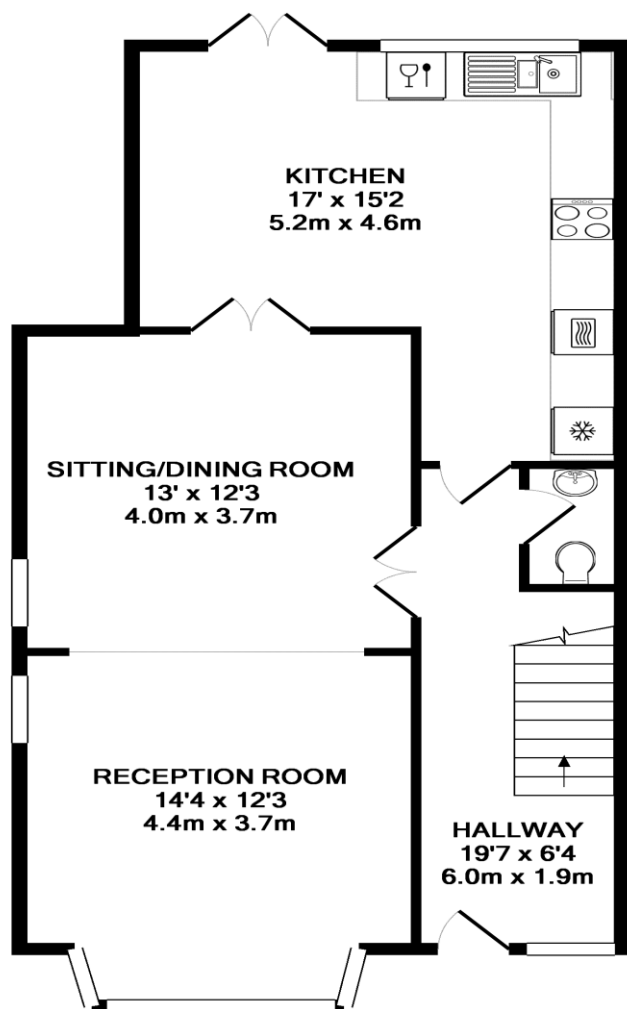 KITCHEN
17' x 15'2
5.2m x 4.6m
SITTING/DINING ROOM
13' x 12'3
4.0m x 3.7m
RECEPTION ROOM
14'4 x 12'3
4.4m x 3.7m
HALLWAY
19'7 x 6'4
6.0m x 1.9m